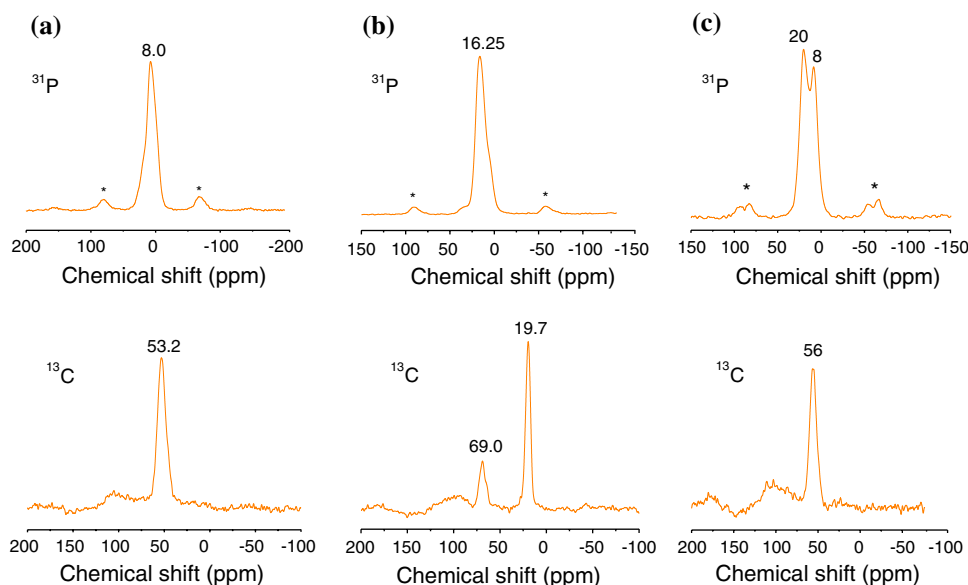 (a)
8.0
³¹P
* *
200 100 0 -100 -200
Chemical shift (ppm)
(b)
16.25
³¹P
* *
150 100 50 0 -50 -100 -150
Chemical shift (ppm)
(c)
20 8
³¹P
* *
150 100 50 0 -50 -100 -150
Chemical shift (ppm)
53.2
¹³C
200 150 100 50 0 -50 -100
Chemical shift (ppm)
19.7
¹³C
69.0
200 150 100 50 0 -50 -100
Chemical shift (ppm)
56
¹³C
200 150 100 50 0 -50 -100
Chemical shift (ppm)